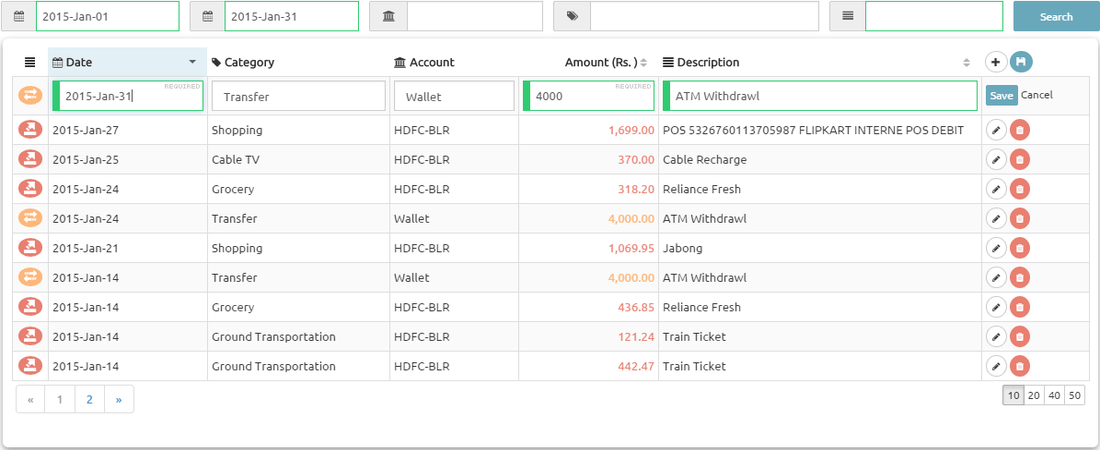 2015-Jan-01 2015-Jan-31 Search
Date Category Account Amount (Rs. ) Description
2015-Jan-31 REQUIRED Transfer Wallet 4000 REQUIRED ATM Withdrawl Save Cancel
2015-Jan-27 Shopping HDFC-BLR 1,699.00 POS 5326760113705987 FLIPKART INTERNE POS DEBIT
2015-Jan-25 Cable TV HDFC-BLR 370.00 Cable Recharge
2015-Jan-24 Grocery HDFC-BLR 318.20 Reliance Fresh
2015-Jan-24 Transfer Wallet 4,000.00 ATM Withdrawl
2015-Jan-21 Shopping HDFC-BLR 1,069.95 Jabong
2015-Jan-14 Transfer Wallet 4,000.00 ATM Withdrawl
2015-Jan-14 Grocery HDFC-BLR 436.85 Reliance Fresh
2015-Jan-14 Ground Transportation HDFC-BLR 121.24 Train Ticket
2015-Jan-14 Ground Transportation HDFC-BLR 442.47 Train Ticket
« 1 2 » 10 20 40 50